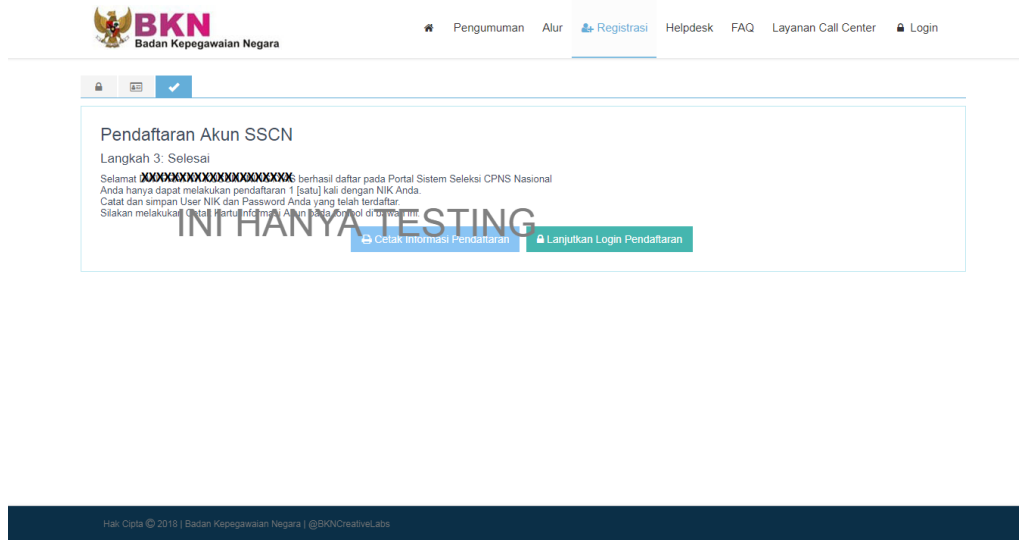 BKN
Badan Kepegawaian Negara
Pengumuman Alur Registrasi Helpdesk FAQ Layanan Call Center Login
Pendaftaran Akun SSCN
Langkah 3: Selesai
Selamat XXXXXXXXXXXXXXXXXXXX berhasil daftar pada Portal Sistem Seleksi CPNS Nasional
Anda hanya dapat melakukan pendaftaran 1 [satu] kali dengan NIK Anda.
Catat dan simpan User NIK dan Password Anda yang telah terdaftar.
Silakan melakukan Cetak Kartu Informasi Akun pada tombol di bawah ini.
INI HANYA TESTING
Cetak Informasi Pendaftaran Lanjutkan Login Pendaftaran
Hak Cipta © 2018 | Badan Kepegawaian Negara | @BKNCreativeLabs